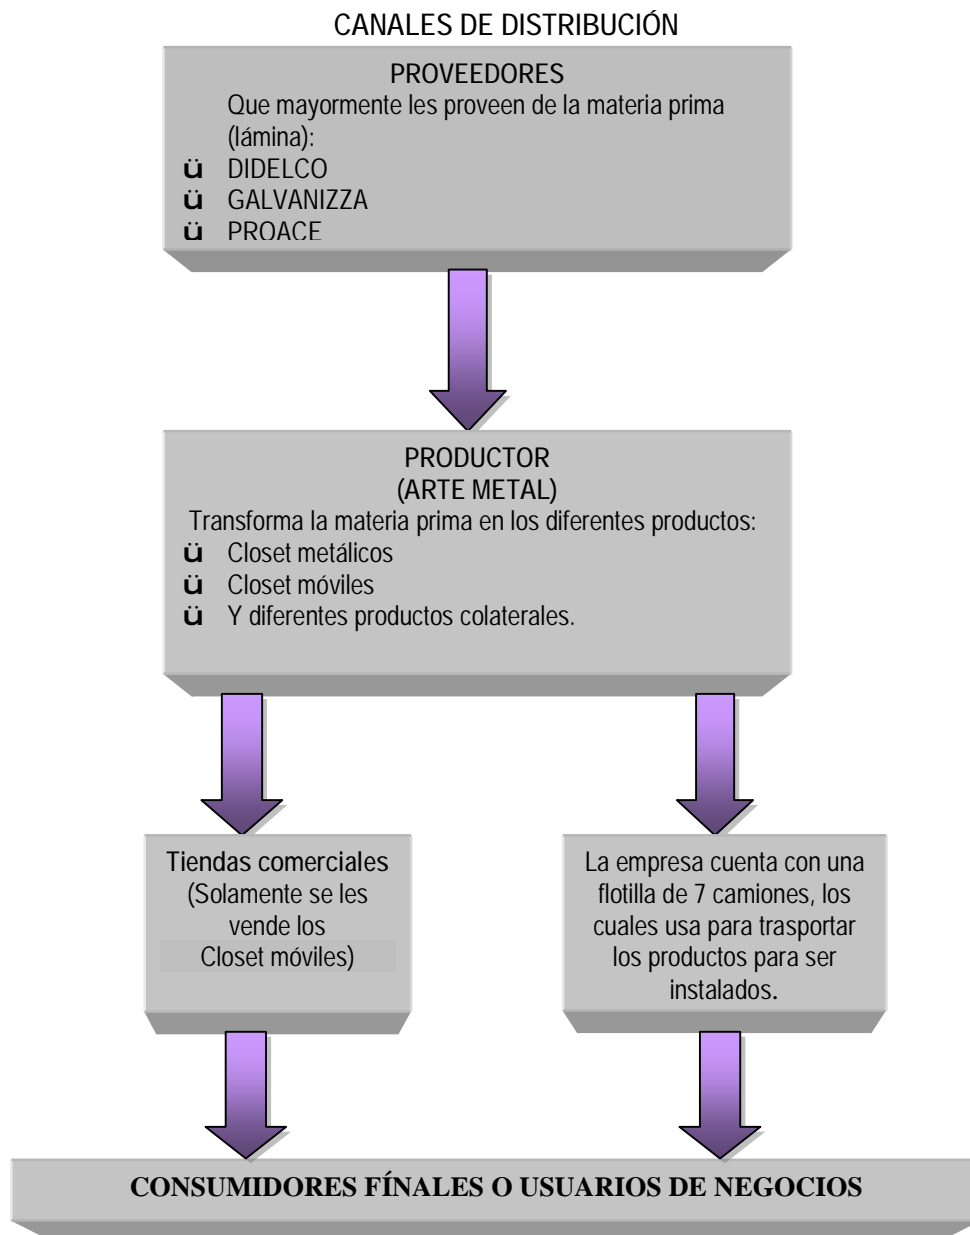 CANALES DE DISTRIBUCIÓN
PROVEEDORES
Que mayormente les proveen de la materia prima
(lámina):
ü DIDELCO
ü GALVANIZZA
ü PROACE
PRODUCTOR
(ARTE METAL)
Transforma la materia prima en los diferentes productos:
ü Closet metálicos
ü Closet móviles
ü Y diferentes productos colaterales.
Tiendas comerciales
(Solamente se les
vende los
Closet móviles)
La empresa cuenta con una
flotilla de 7 camiones, los
cuales usa para trasportar
los productos para ser
instalados.
CONSUMIDORES FÍNALES O USUARIOS DE NEGOCIOS